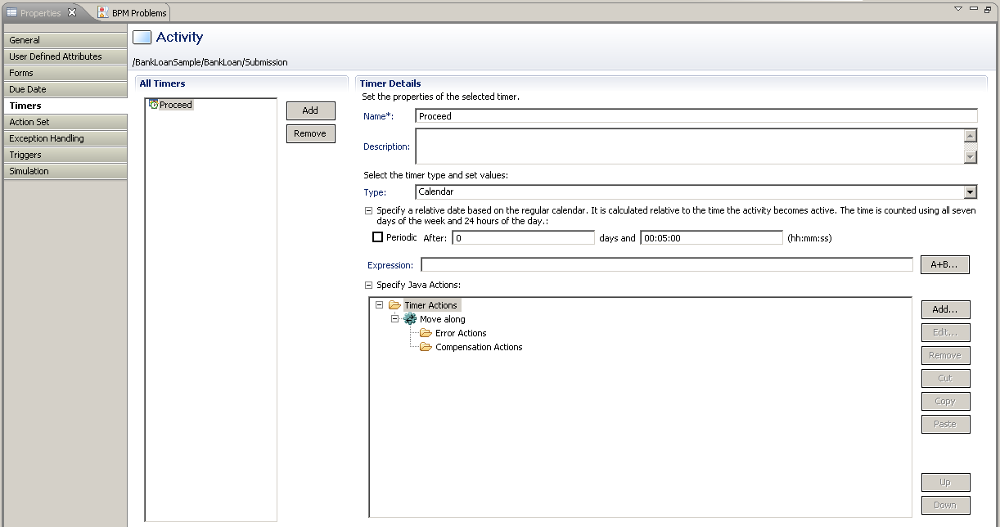 Properties
BPM Problems
General
User Defined Attributes
Forms
Due Date
Timers
Action Set
Exception Handling
Triggers
Simulation
Activity
/BankLoanSample/BankLoan/Submission
All Timers
Proceed
Add
Remove
Timer Details
Set the properties of the selected timer.
Name*: Proceed
Description:
Select the timer type and set values:
Type: Calendar
Specify a relative date based on the regular calendar. It is calculated relative to the time the activity becomes active. The time is counted using all seven
days of the week and 24 hours of the day.:
Periodic After: 0 days and 00:05:00 (hh:mm:ss)
Expression: A+B...
Specify Java Actions:
Timer Actions
Move along
Error Actions
Compensation Actions
Add...
Edit...
Remove
Cut
Copy
Paste
Up
Down